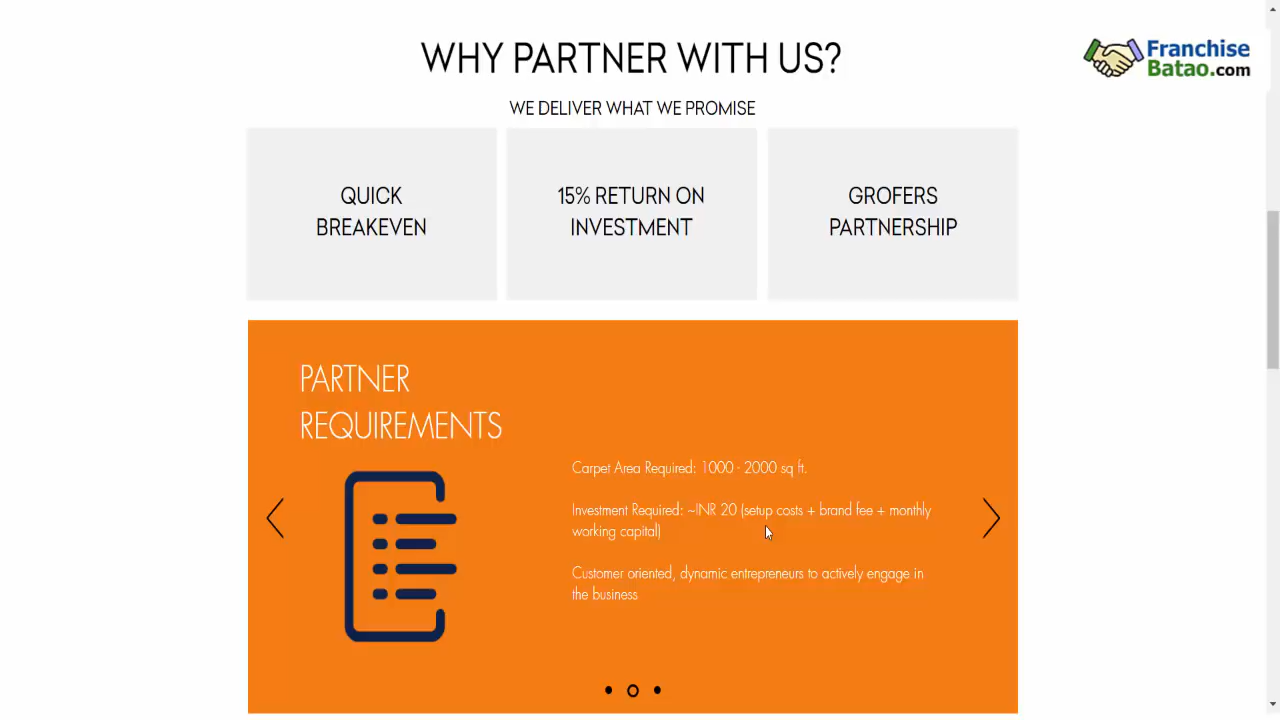 WHY PARTNER WITH US?
Franchise
Batao.com
WE DELIVER WHAT WE PROMISE
QUICK
BREAKEVEN
15% RETURN ON
INVESTMENT
GROFERS
PARTNERSHIP
PARTNER
REQUIREMENTS
Carpet Area Required: 1000 - 2000 sq ft.
Investment Required: ~INR 20 (setup costs + brand fee + monthly
working capital)
Customer oriented, dynamic entrepreneurs to actively engage in
the business